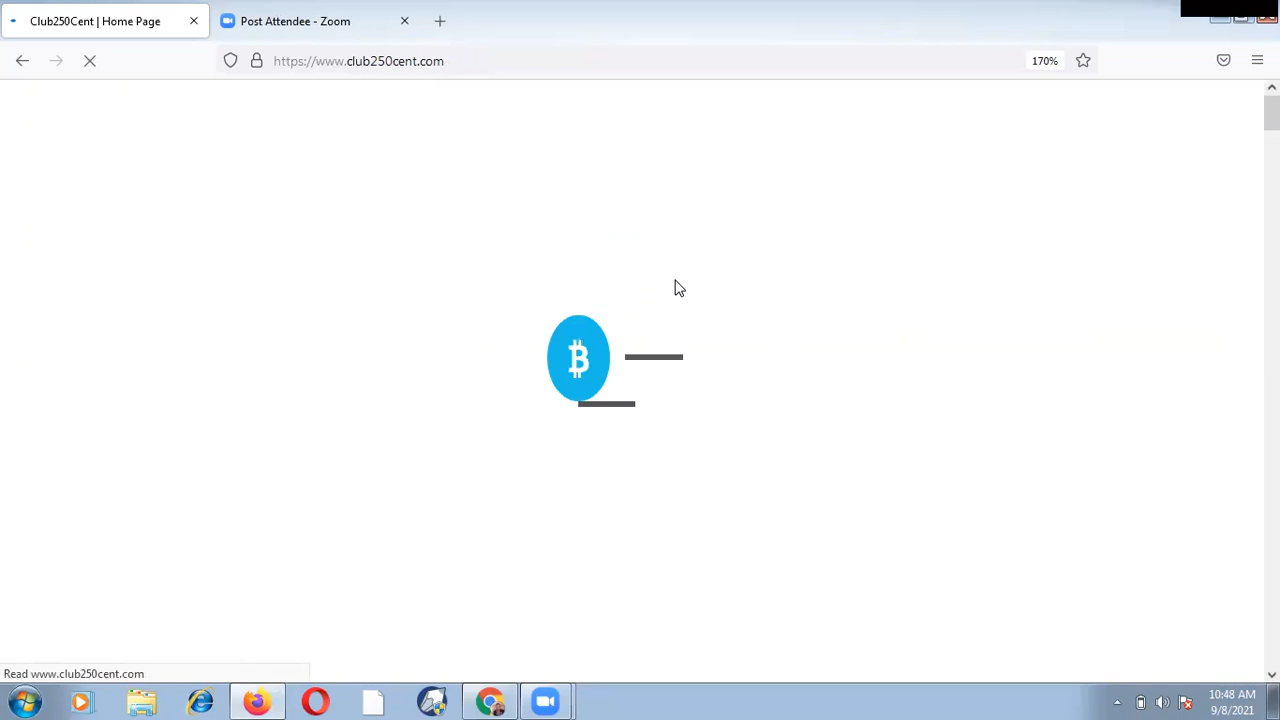 Club250Cent | Home Page
Post Attendee - Zoom
https://www.club250cent.com
170%
Read www.club250cent.com
10:48 AM
9/8/2021